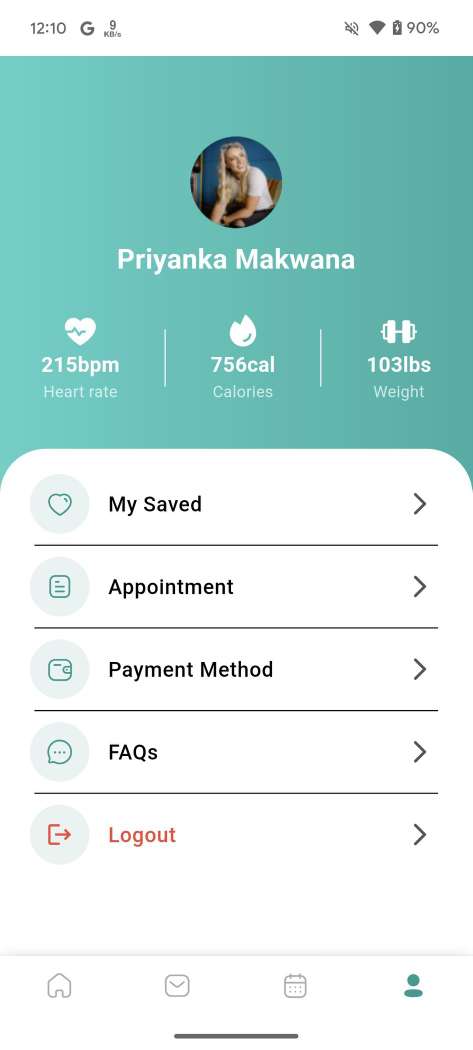 12:10 G 9 KB/s 90%
Priyanka Makwana
215bpm 756cal 103lbs
Heart rate Calories Weight
My Saved
Appointment
Payment Method
FAQs
Logout